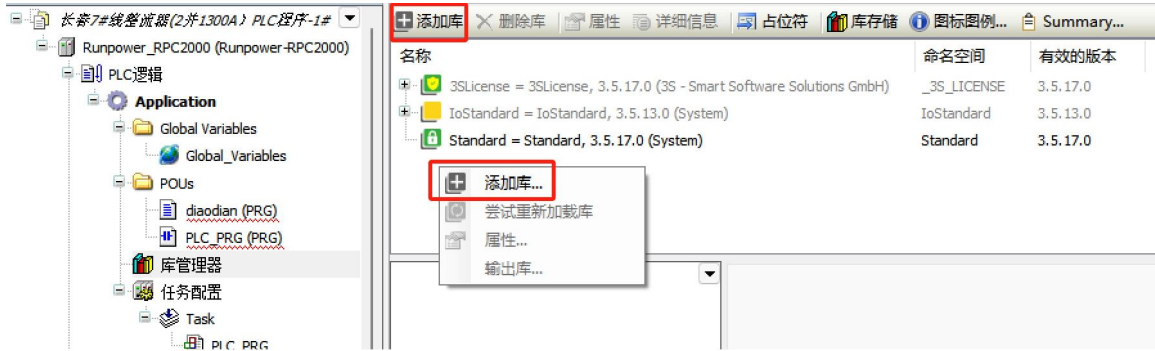 长泰7#线整流器(2并1300A）PLC程序-1#
Runpower_RPC2000 (Runpower-RPC2000)
PLC逻辑
Application
Global Variables
Global_Variables
POUs
diaodian (PRG)
PLC_PRG (PRG)
库管理器
任务配置
Task
PLC_PRG
添加库 删除库 属性 详细信息 占位符 库存储 图标图例... Summary...
名称 命名空间 有效的版本
3SLicense = 3SLicense, 3.5.17.0 (3S - Smart Software Solutions GmbH) _3S_LICENSE 3.5.17.0
IoStandard = IoStandard, 3.5.13.0 (System) IoStandard 3.5.13.0
Standard = Standard, 3.5.17.0 (System) Standard 3.5.17.0
添加库...
尝试重新加载库
属性...
输出库...